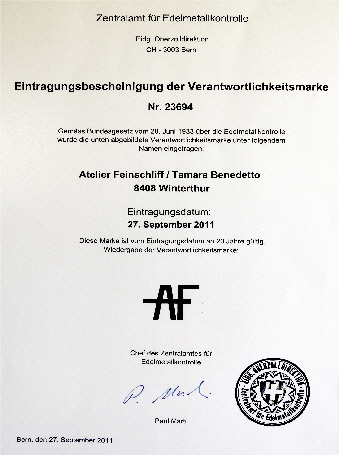 Zentralamt für Edelmetallkontrolle
Eidg. Oberzolldirektion
CH - 3003 Bern
Eintragungsbescheinigung der Verantwortlichkeitsmarke
Nr. 23694
Gemäss Bundesgesetz vom 20. Juni 1933 über die Edelmetallkontrolle
wurde die unten abgebildete Verantwortlichkeitsmarke unter folgendem
Namen eingetragen:
Atelier Feinschliff / Tamara Benedetto
8408 Winterthur
Eintragungsdatum:
27. September 2011
Diese Marke ist vom Eintragungsdatum an 20 Jahre gültig.
Wiedergabe der Verantwortlichkeitsmarke:
AF
Chef des Zentralamtes für
Edelmetallkontrolle
Paul Marti
Bern, den 27. September 2011